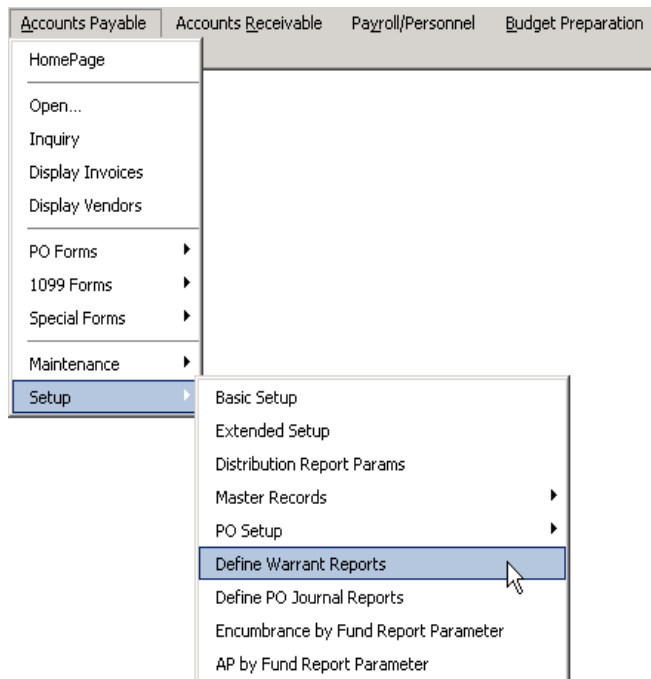 Accounts Payable Accounts Receivable Payroll/Personnel Budget Preparation
HomePage
Open...
Inquiry
Display Invoices
Display Vendors
PO Forms
1099 Forms
Special Forms
Maintenance
Setup
Basic Setup
Extended Setup
Distribution Report Params
Master Records
PO Setup
Define Warrant Reports
Define PO Journal Reports
Encumbrance by Fund Report Parameter
AP by Fund Report Parameter